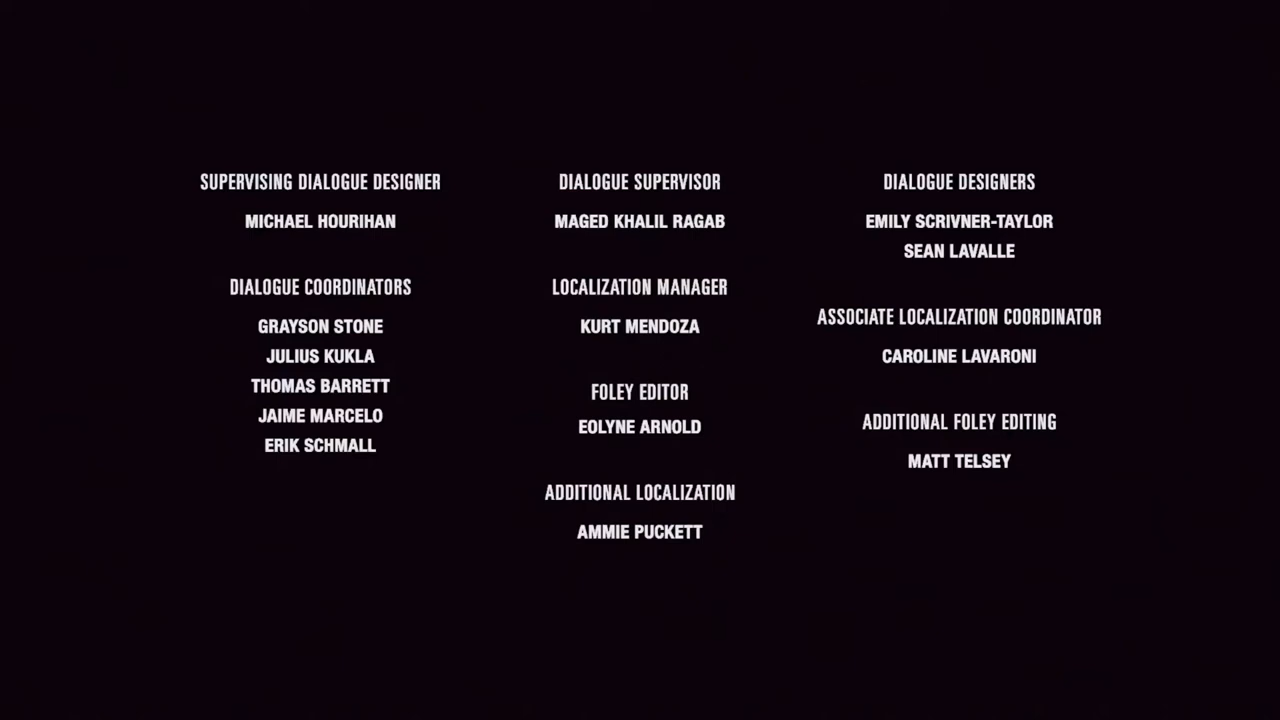 SUPERVISING DIALOGUE DESIGNER
MICHAEL HOURIHAN
DIALOGUE COORDINATORS
GRAYSON STONE
JULIUS KUKLA
THOMAS BARRETT
JAIME MARCELO
ERIK SCHMALL
DIALOGUE SUPERVISOR
MAGED KHALIL RAGAB
LOCALIZATION MANAGER
KURT MENDOZA
FOLEY EDITOR
EOLYNE ARNOLD
ADDITIONAL LOCALIZATION
AMMIE PUCKETT
DIALOGUE DESIGNERS
EMILY SCRIVNER-TAYLOR
SEAN LAVALLE
ASSOCIATE LOCALIZATION COORDINATOR
CAROLINE LAVARONI
ADDITIONAL FOLEY EDITING
MATT TELSEY